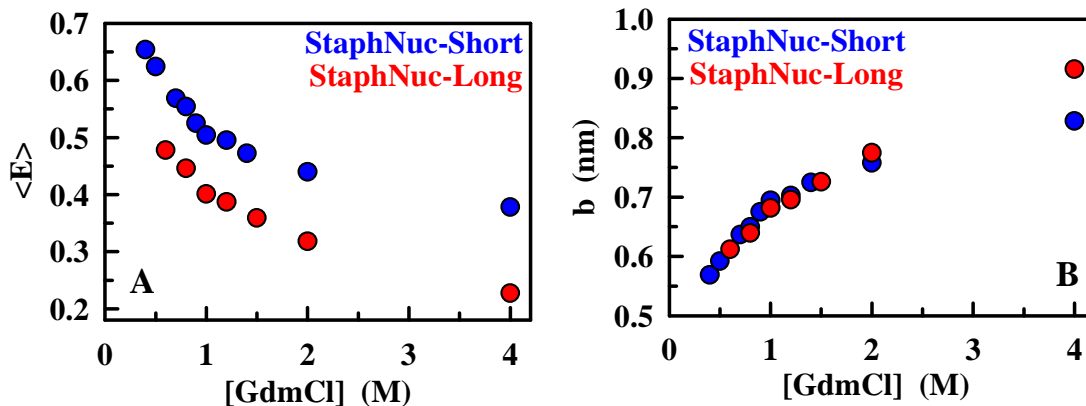 StaphNuc-Short
StaphNuc-Long
<E>
0.7
0.6
0.5
0.4
0.3
0.2
A
0 1 2 3 4
[GdmCl] (M)
StaphNuc-Short
StaphNuc-Long
b (nm)
1.0
0.9
0.8
0.7
0.6
0.5
B
0 1 2 3 4
[GdmCl] (M)